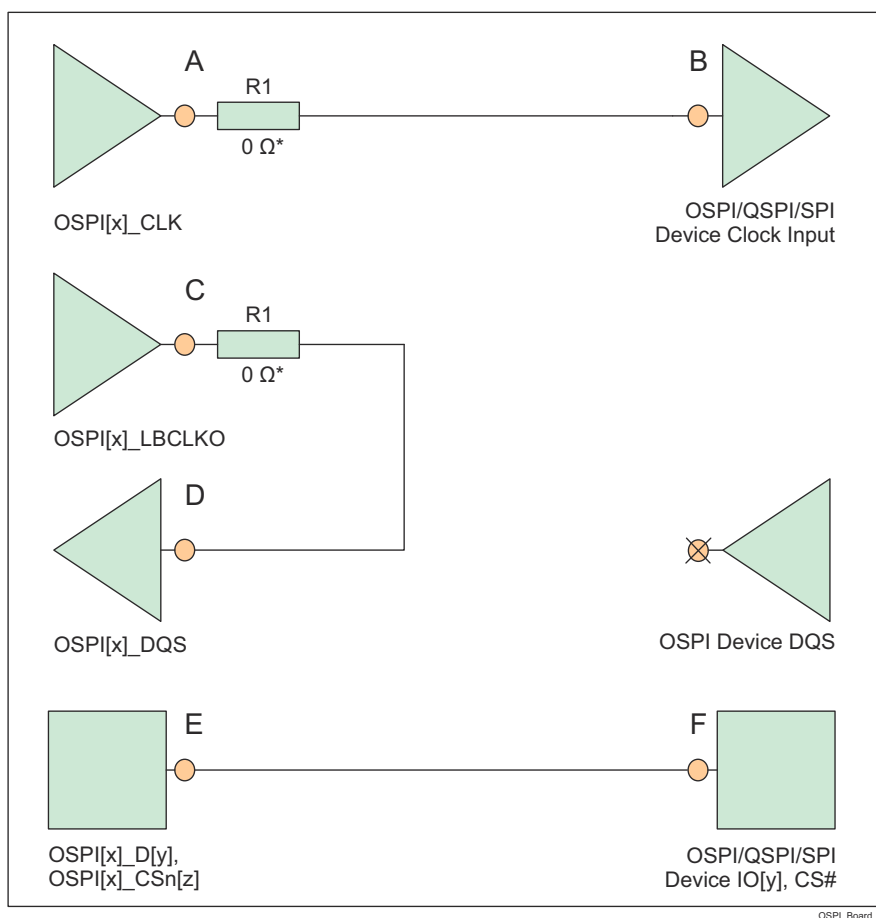 A
B
R1
0 Ω*
OSPI[x]_CLK
OSPI/QSPI/SPI
Device Clock Input
C
R1
0 Ω*
OSPI[x]_LBCLKO
D
OSPI[x]_DQS
OSPI Device DQS
E
F
OSPI[x]_D[y],
OSPI[x]_CSn[z]
OSPI/QSPI/SPI
Device IO[y], CS#
OSPI_Board